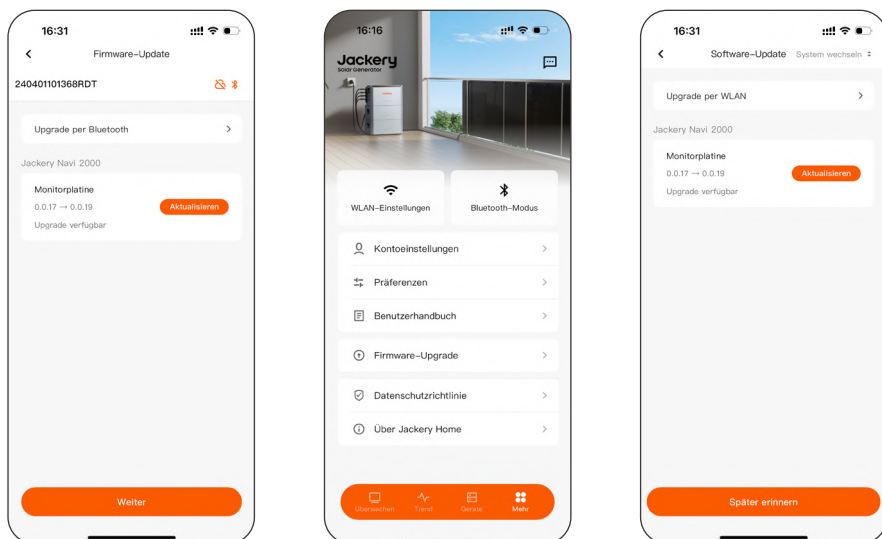 16:31
Firmware-Update
240401101368RDT
Upgrade per Bluetooth
Jackery Navi 2000
Monitorplatine
0.0.17 → 0.0.19
Aktualisieren
Upgrade verfügbar
Weiter
16:16
Jackery
Solar Generator
WLAN-Einstellungen
Bluetooth-Modus
Kontoeinstellungen
Präferenzen
Benutzerhandbuch
Firmware-Upgrade
Datenschutzrichtlinie
Über Jackery Home
Überwachen
Trend
Geräte
Mehr
16:31
Software-Update System wechseln
Upgrade per WLAN
Jackery Navi 2000
Monitorplatine
0.0.17 → 0.0.19
Aktualisieren
Upgrade verfügbar
Später erinnern